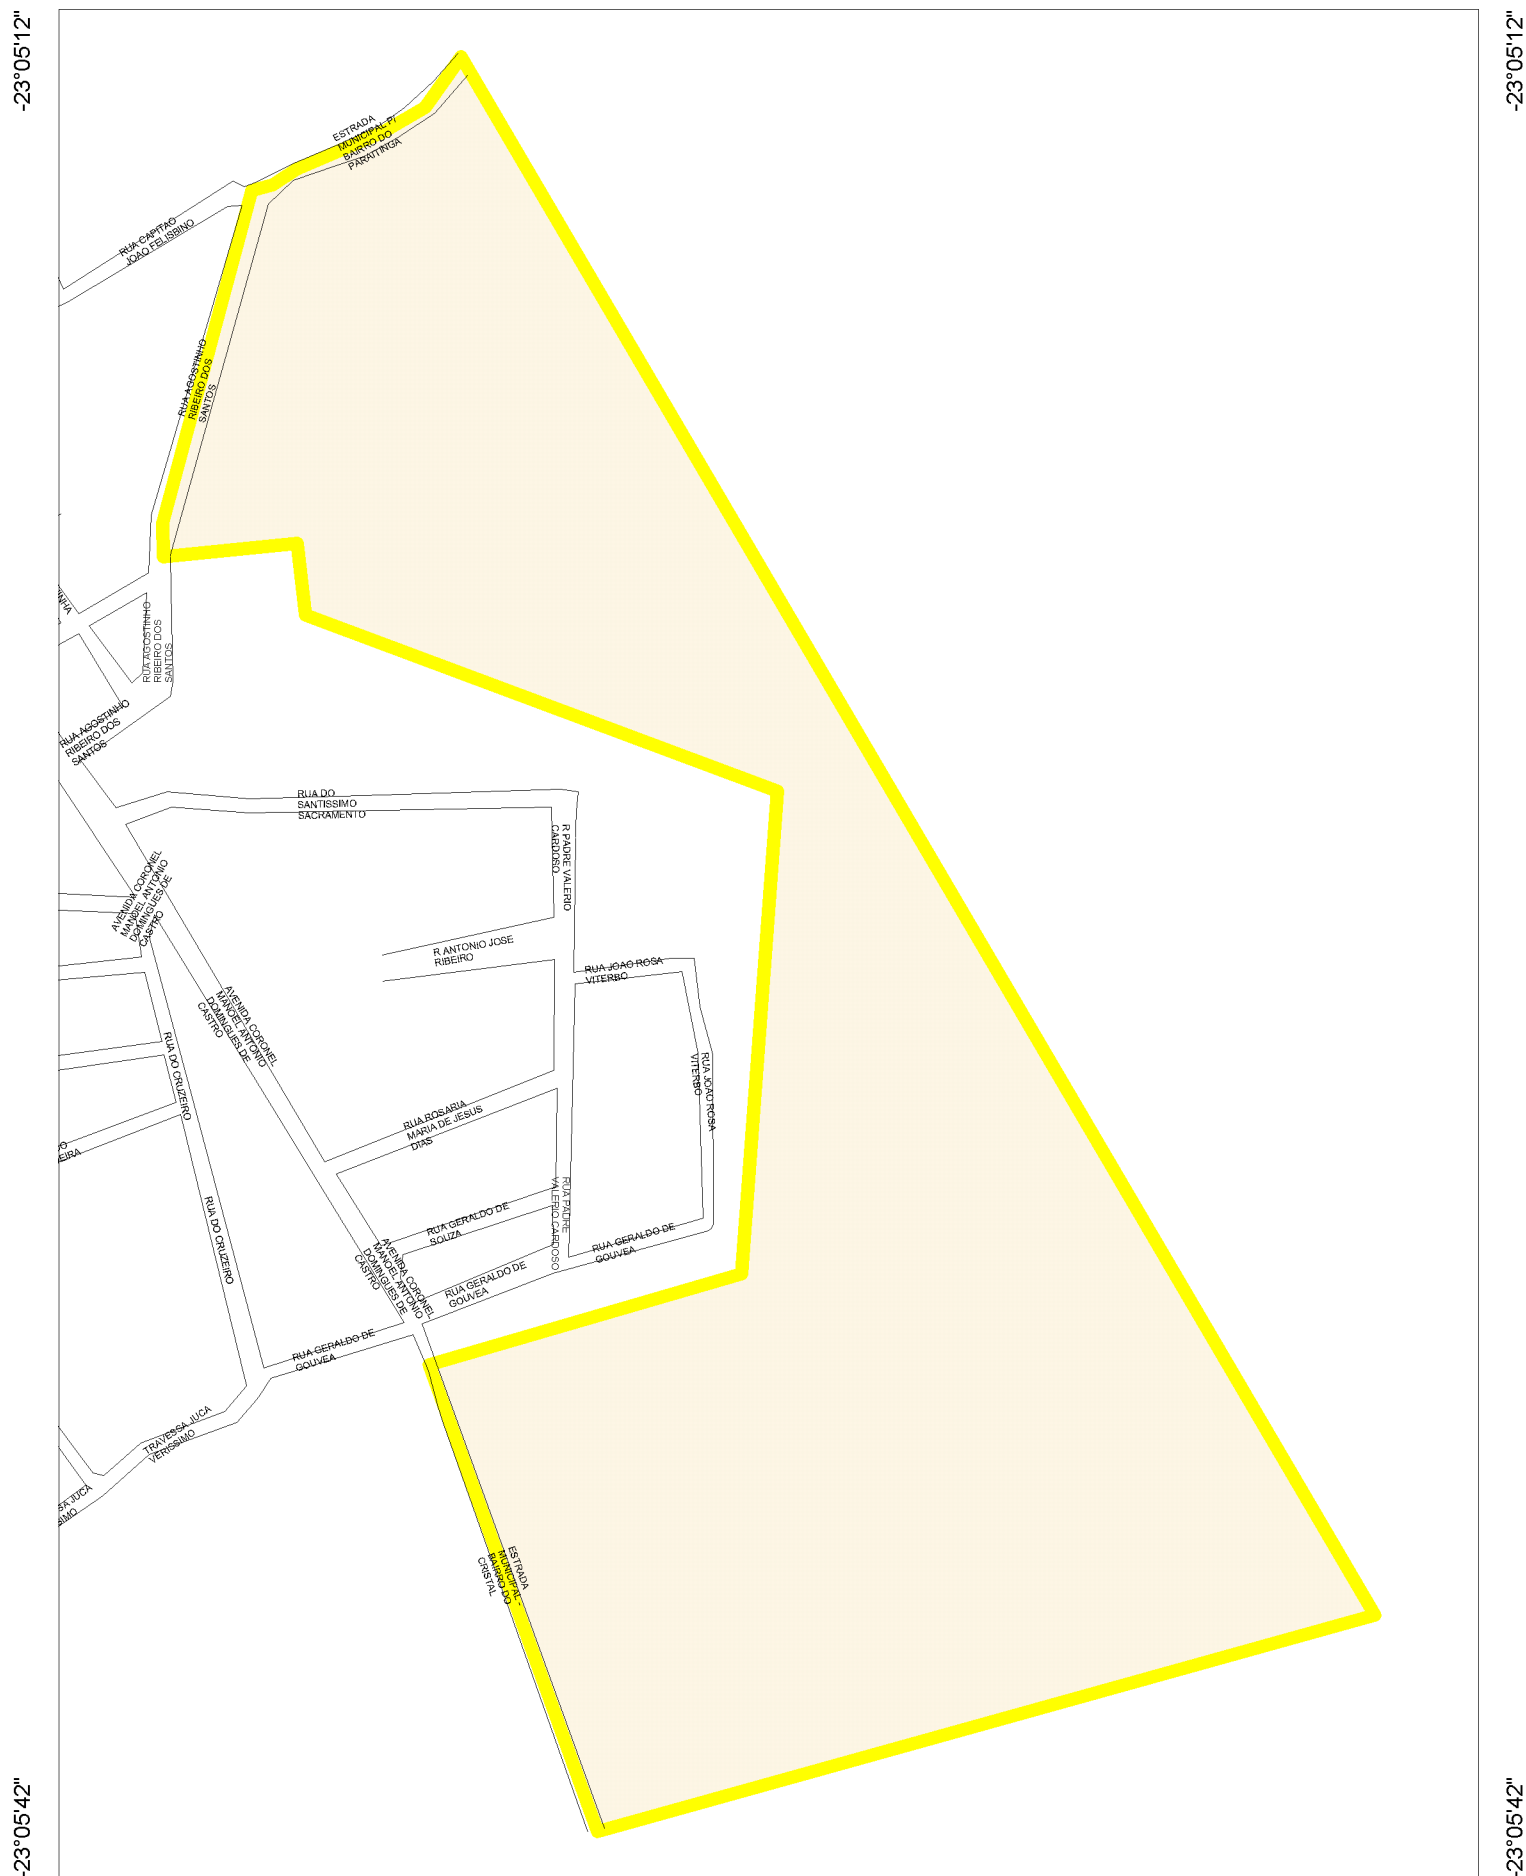 -23°05'12"
-23°05'12"
ESTRADA
MUNICIPAL P/
BAIRRO DO
PARAITINGA
RUA CAPITAO
JOAO FELISBINO
RUA AGOSTINHO
RIBEIRO DOS
SANTOS
INHA
RUA AGOSTINHO
RIBEIRO DOS
SANTOS
RUA AGOSTINHO
RIBEIRO DOS
SANTOS
RUA DO
SANTISSIMO
SACRAMENTO
R PADRE VALERIO
CARDOSO
AVENIDA CORONEL
MANOEL ANTONIO
DOMINGUES DE
CASTRO
R ANTONIO JOSE
RIBEIRO
RUA JOAO ROSA
VITERBO
AVENIDA CORONEL
MANOEL ANTONIO
DOMINGUES DE
CASTRO
RUA DO CRUZEIRO
RUA JOAO ROSA
VITERBO
RUA ROSARIA
MARIA DE JESUS
DIAS
EIRA
RUA PADRE
VALERIO CARDOSO
RUA DO CRUZEIRO
RUA GERALDO DE
SOUZA
RUA GERALDO DE
GOUVEA
AVENIDA CORONEL
MANOEL ANTONIO
DOMINGUES DE
CASTRO
RUA GERALDO DE
GOUVEA
RUA GERALDO DE
GOUVEA
TRAVESSA JUCA
VERISSIMO
SA JUCA
SIMO
ESTRADA
MUNICIPAL -
BAIRRO DO
CRISTAL
-23°05'42"
-23°05'42"